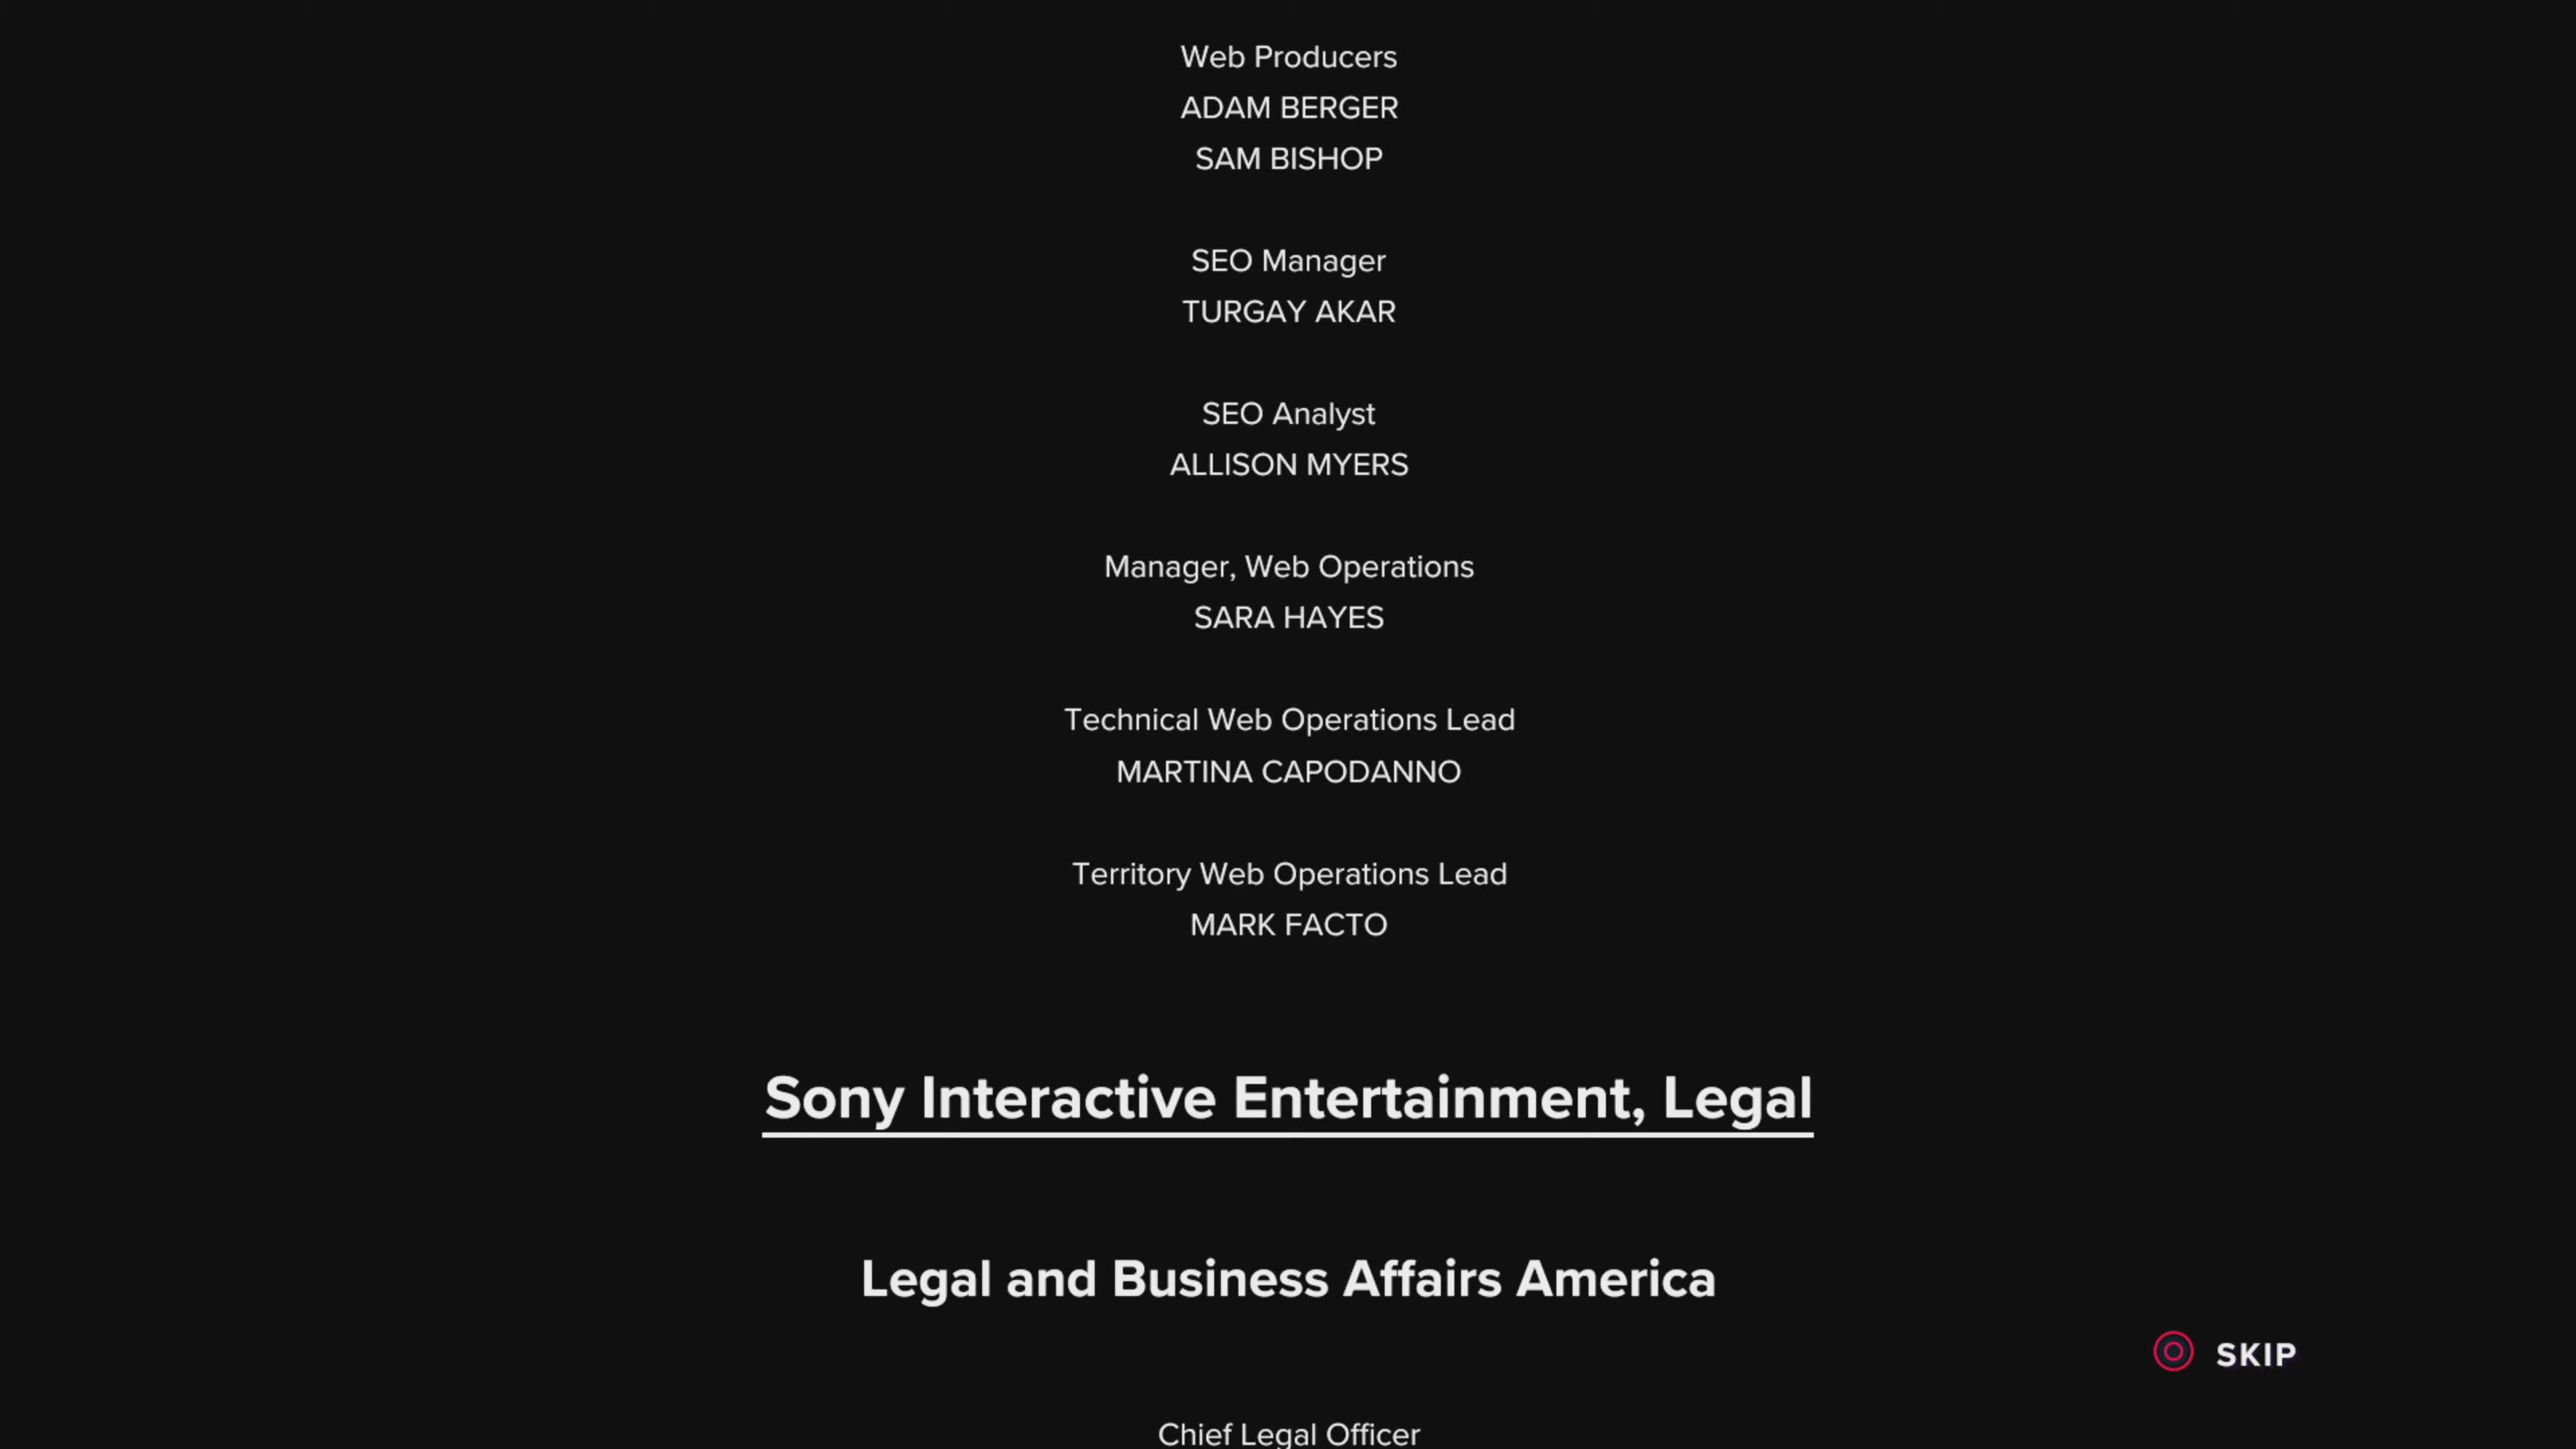 Web Producers
ADAM BERGER
SAM BISHOP
SEO Manager
TURGAY AKAR
SEO Analyst
ALLISON MYERS
Manager, Web Operations
SARA HAYES
Technical Web Operations Lead
MARTINA CAPODANNO
Territory Web Operations Lead
MARK FACTO
Sony Interactive Entertainment, Legal
Legal and Business Affairs America
SKIP
Chief Legal Officer